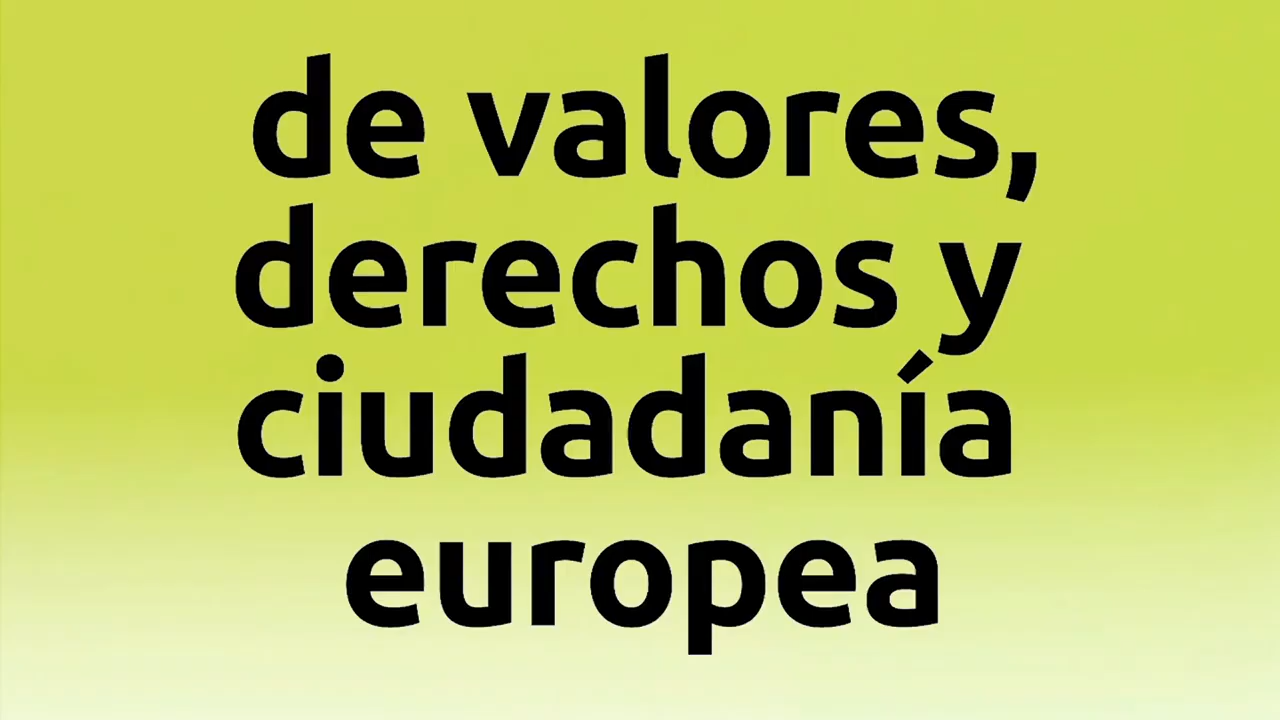 de valores,
derechos y
ciudadanía
europea